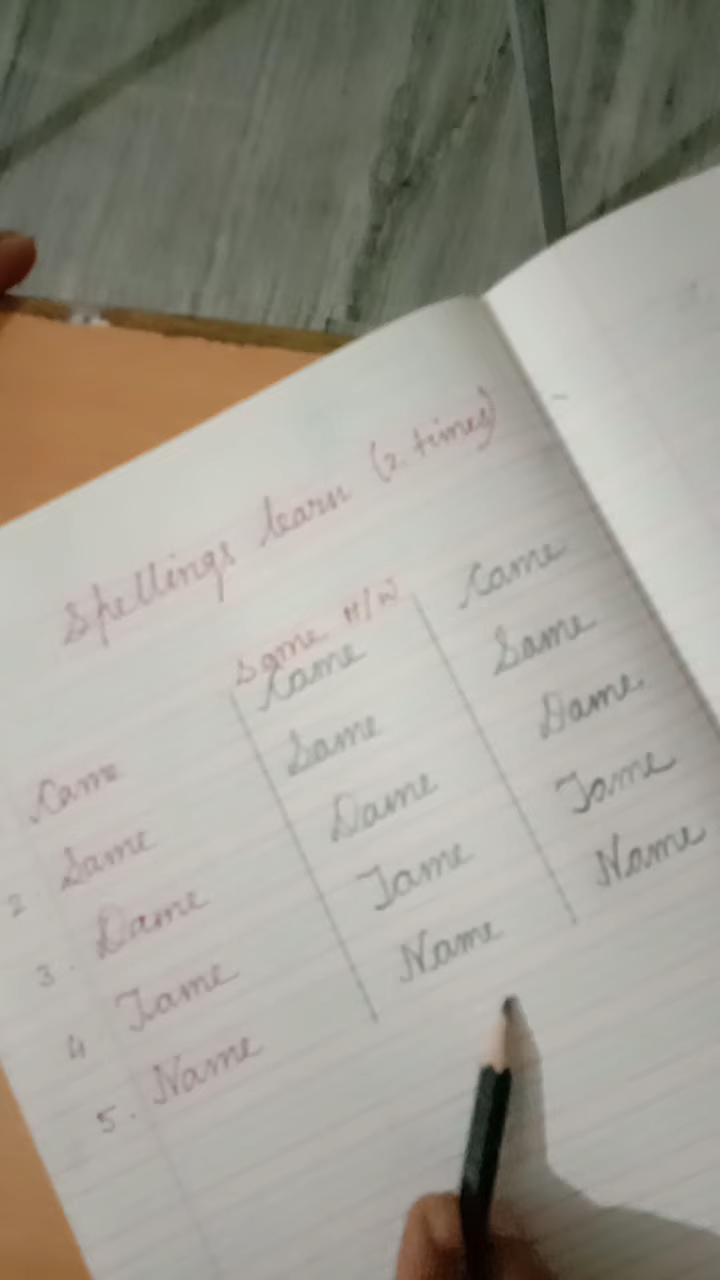 Spellings learn (2. times)
Same H/W
Came Came Came
2. Same Same Same
3. Dame Dame Dame.
4 Tame Tame Tame
5. Name Name Name